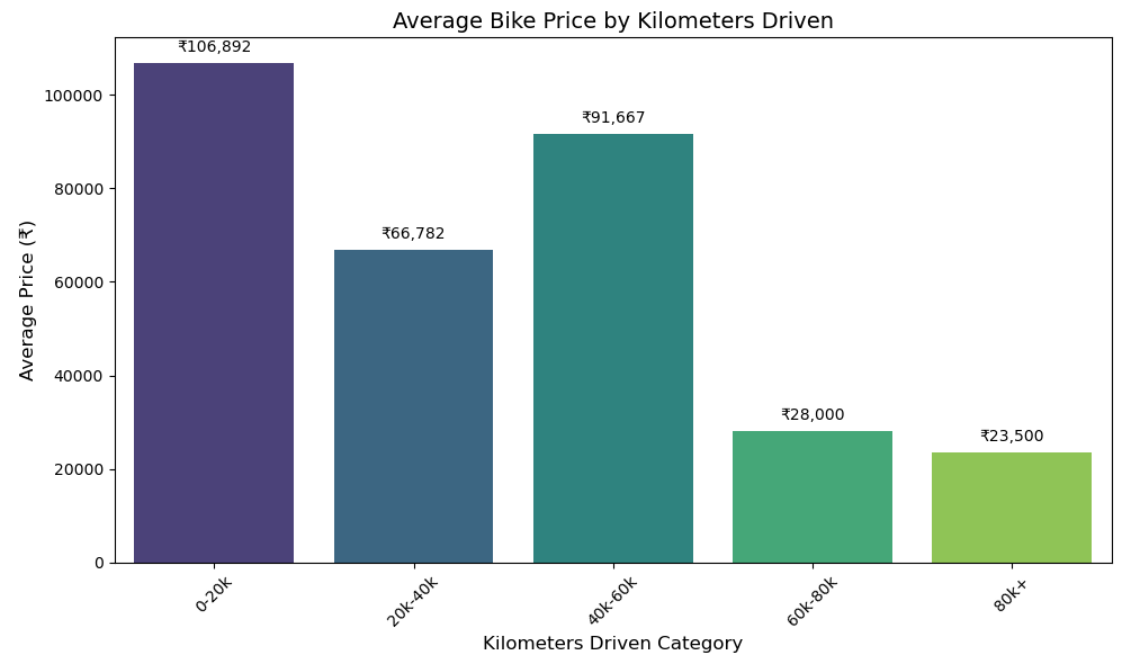 Average Bike Price by Kilometers Driven
Average Price (₹)
100000
80000
60000
40000
20000
0
₹106,892
₹66,782
₹91,667
₹28,000
₹23,500
0-20k
20k-40k
40k-60k
60k-80k
80k+
Kilometers Driven Category